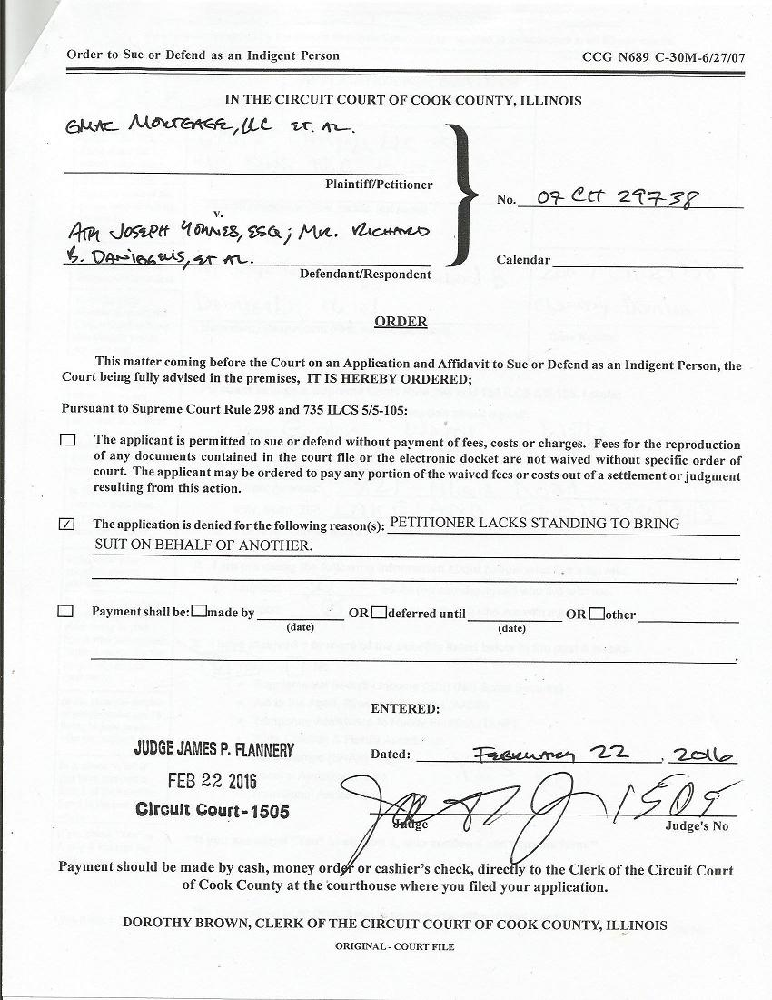 Order to Sue or Defend as an Indigent Person CCG N689 C-30M-6/27/07
IN THE CIRCUIT COURT OF COOK COUNTY, ILLINOIS
GMAC MORTGAGE, LLC ET. AL.
Plaintiff/Petitioner
v.
No. 07 CH 29738
ATTY JOSEPH YOUNES, ESQ; MR. RICHARD
B. DANIGGELIS, ET AL.
Calendar
Defendant/Respondent
ORDER
This matter coming before the Court on an Application and Affidavit to Sue or Defend as an Indigent Person, the
Court being fully advised in the premises, IT IS HEREBY ORDERED;
Pursuant to Supreme Court Rule 298 and 735 ILCS 5/5-105:
The applicant is permitted to sue or defend without payment of fees, costs or charges. Fees for the reproduction
of any documents contained in the court file or the electronic docket are not waived without specific order of
court. The applicant may be ordered to pay any portion of the waived fees or costs out of a settlement or judgment
resulting from this action.
✓ The application is denied for the following reason(s): PETITIONER LACKS STANDING TO BRING
SUIT ON BEHALF OF ANOTHER.
Payment shall be: made by OR deferred until OR other
(date) (date)
ENTERED:
JUDGE JAMES P. FLANNERY
FEB 22 2016
Circuit Court-1505
Dated: FEBRUARY 22, 2016
1505
Judge Judge's No
Payment should be made by cash, money order or cashier's check, directly to the Clerk of the Circuit Court
of Cook County at the courthouse where you filed your application.
DOROTHY BROWN, CLERK OF THE CIRCUIT COURT OF COOK COUNTY, ILLINOIS
ORIGINAL - COURT FILE